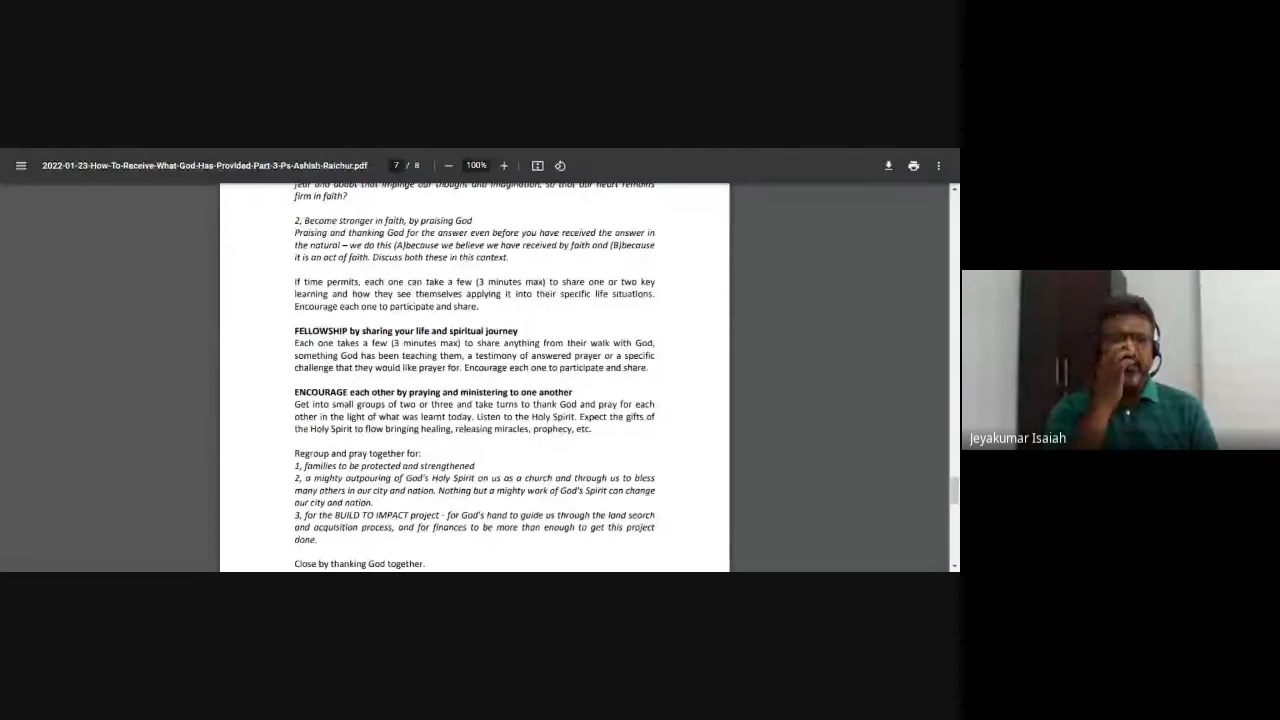 2022-01-23-How-To-Receive-What-God-Has-Provided-Part-3-Ps-Ashish-Raichur.pdf 7 / 8 100%
fear and doubt that impinge our thought and imagination, so that our heart remains
firm in faith?
2, Become stronger in faith, by praising God
Praising and thanking God for the answer even before you have received the answer in
the natural – we do this (A)because we believe we have received by faith and (B)because
it is an act of faith. Discuss both these in this context.
If time permits, each one can take a few (3 minutes max) to share one or two key
learning and how they see themselves applying it into their specific life situations.
Encourage each one to participate and share.
FELLOWSHIP by sharing your life and spiritual journey
Each one takes a few (3 minutes max) to share anything from their walk with God,
something God has been teaching them, a testimony of answered prayer or a specific
challenge that they would like prayer for. Encourage each one to participate and share.
ENCOURAGE each other by praying and ministering to one another
Get into small groups of two or three and take turns to thank God and pray for each
other in the light of what was learnt today. Listen to the Holy Spirit. Expect the gifts of
the Holy Spirit to flow bringing healing, releasing miracles, prophecy, etc.
Regroup and pray together for:
1, families to be protected and strengthened
2, a mighty outpouring of God's Holy Spirit on us as a church and through us to bless
many others in our city and nation. Nothing but a mighty work of God's Spirit can change
our city and nation.
3, for the BUILD TO IMPACT project - for God's hand to guide us through the land search
and acquisition process, and for finances to be more than enough to get this project
done.
Close by thanking God together.
Jeyakumar Isaiah